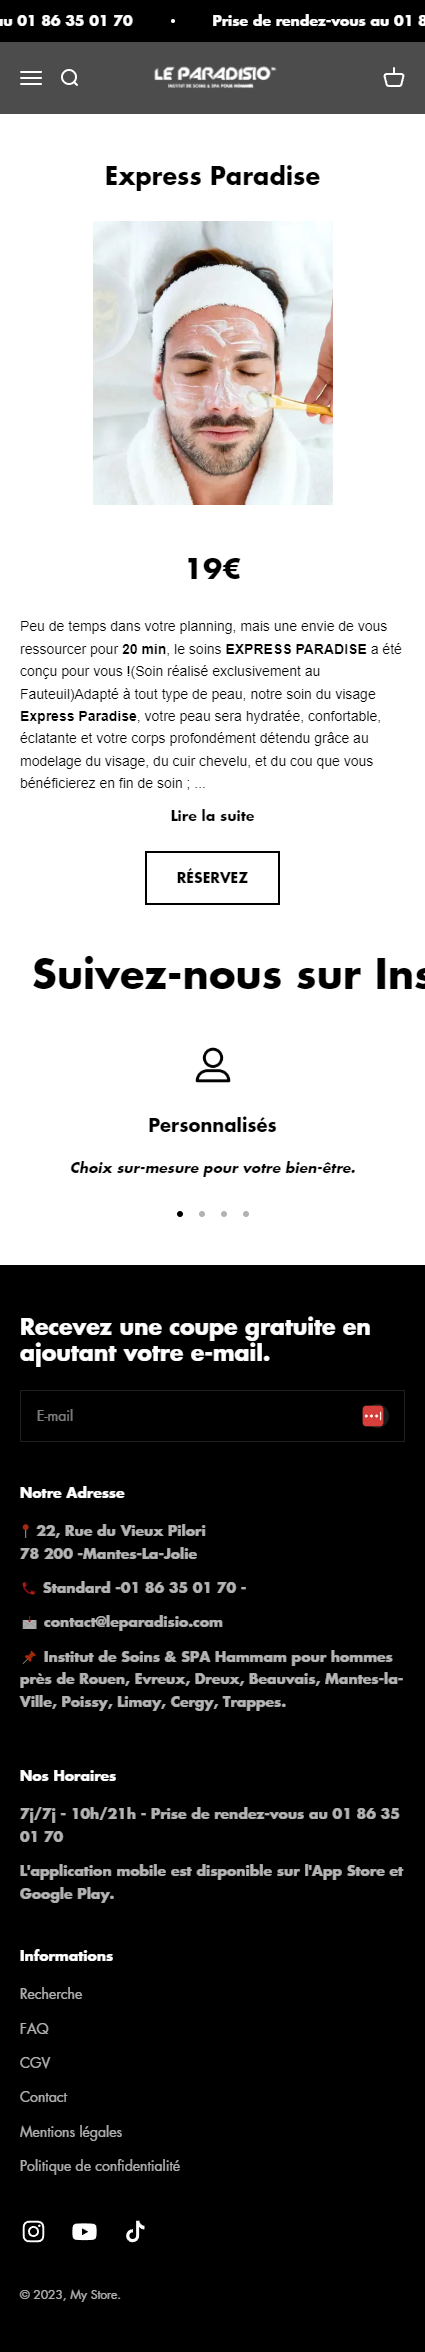 au 01 86 35 01 70 • Prise de rendez-vous au 01 8
LE PARADISIO™
INSTITUT DE SOINS & SPA POUR HOMMES
Express Paradise
19€
Peu de temps dans votre planning, mais une envie de vous
ressourcer pour 20 min, le soins EXPRESS PARADISE a été
conçu pour vous !(Soin réalisé exclusivement au
Fauteuil)Adapté à tout type de peau, notre soin du visage
Express Paradise, votre peau sera hydratée, confortable,
éclatante et votre corps profondément détendu grâce au
modelage du visage, du cuir chevelu, et du cou que vous
bénéficierez en fin de soin ; ...
Lire la suite
RÉSERVEZ
Suivez-nous sur Ins
Personnalisés
Choix sur-mesure pour votre bien-être.
Recevez une coupe gratuite en
ajoutant votre e-mail.
E-mail
Notre Adresse
📍 22, Rue du Vieux Pilori
78 200 -Mantes-La-Jolie
📞 Standard -01 86 35 01 70 -
📩 contact@leparadisio.com
📌 Institut de Soins & SPA Hammam pour hommes
près de Rouen, Evreux, Dreux, Beauvais, Mantes-la-
Ville, Poissy, Limay, Cergy, Trappes.
Nos Horaires
7j/7j - 10h/21h - Prise de rendez-vous au 01 86 35
01 70
L'application mobile est disponible sur l'App Store et
Google Play.
Informations
Recherche
FAQ
CGV
Contact
Mentions légales
Politique de confidentialité
© 2023, My Store.